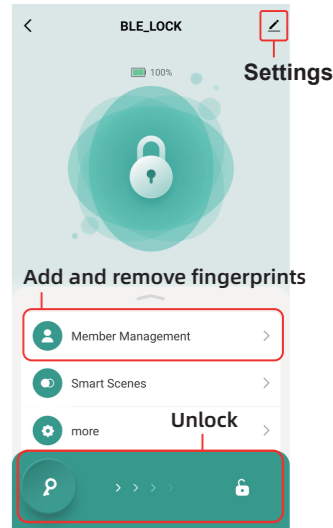 BLE_LOCK
100%
Settings
Add and remove fingerprints
Member Management
Smart Scenes
more
Unlock